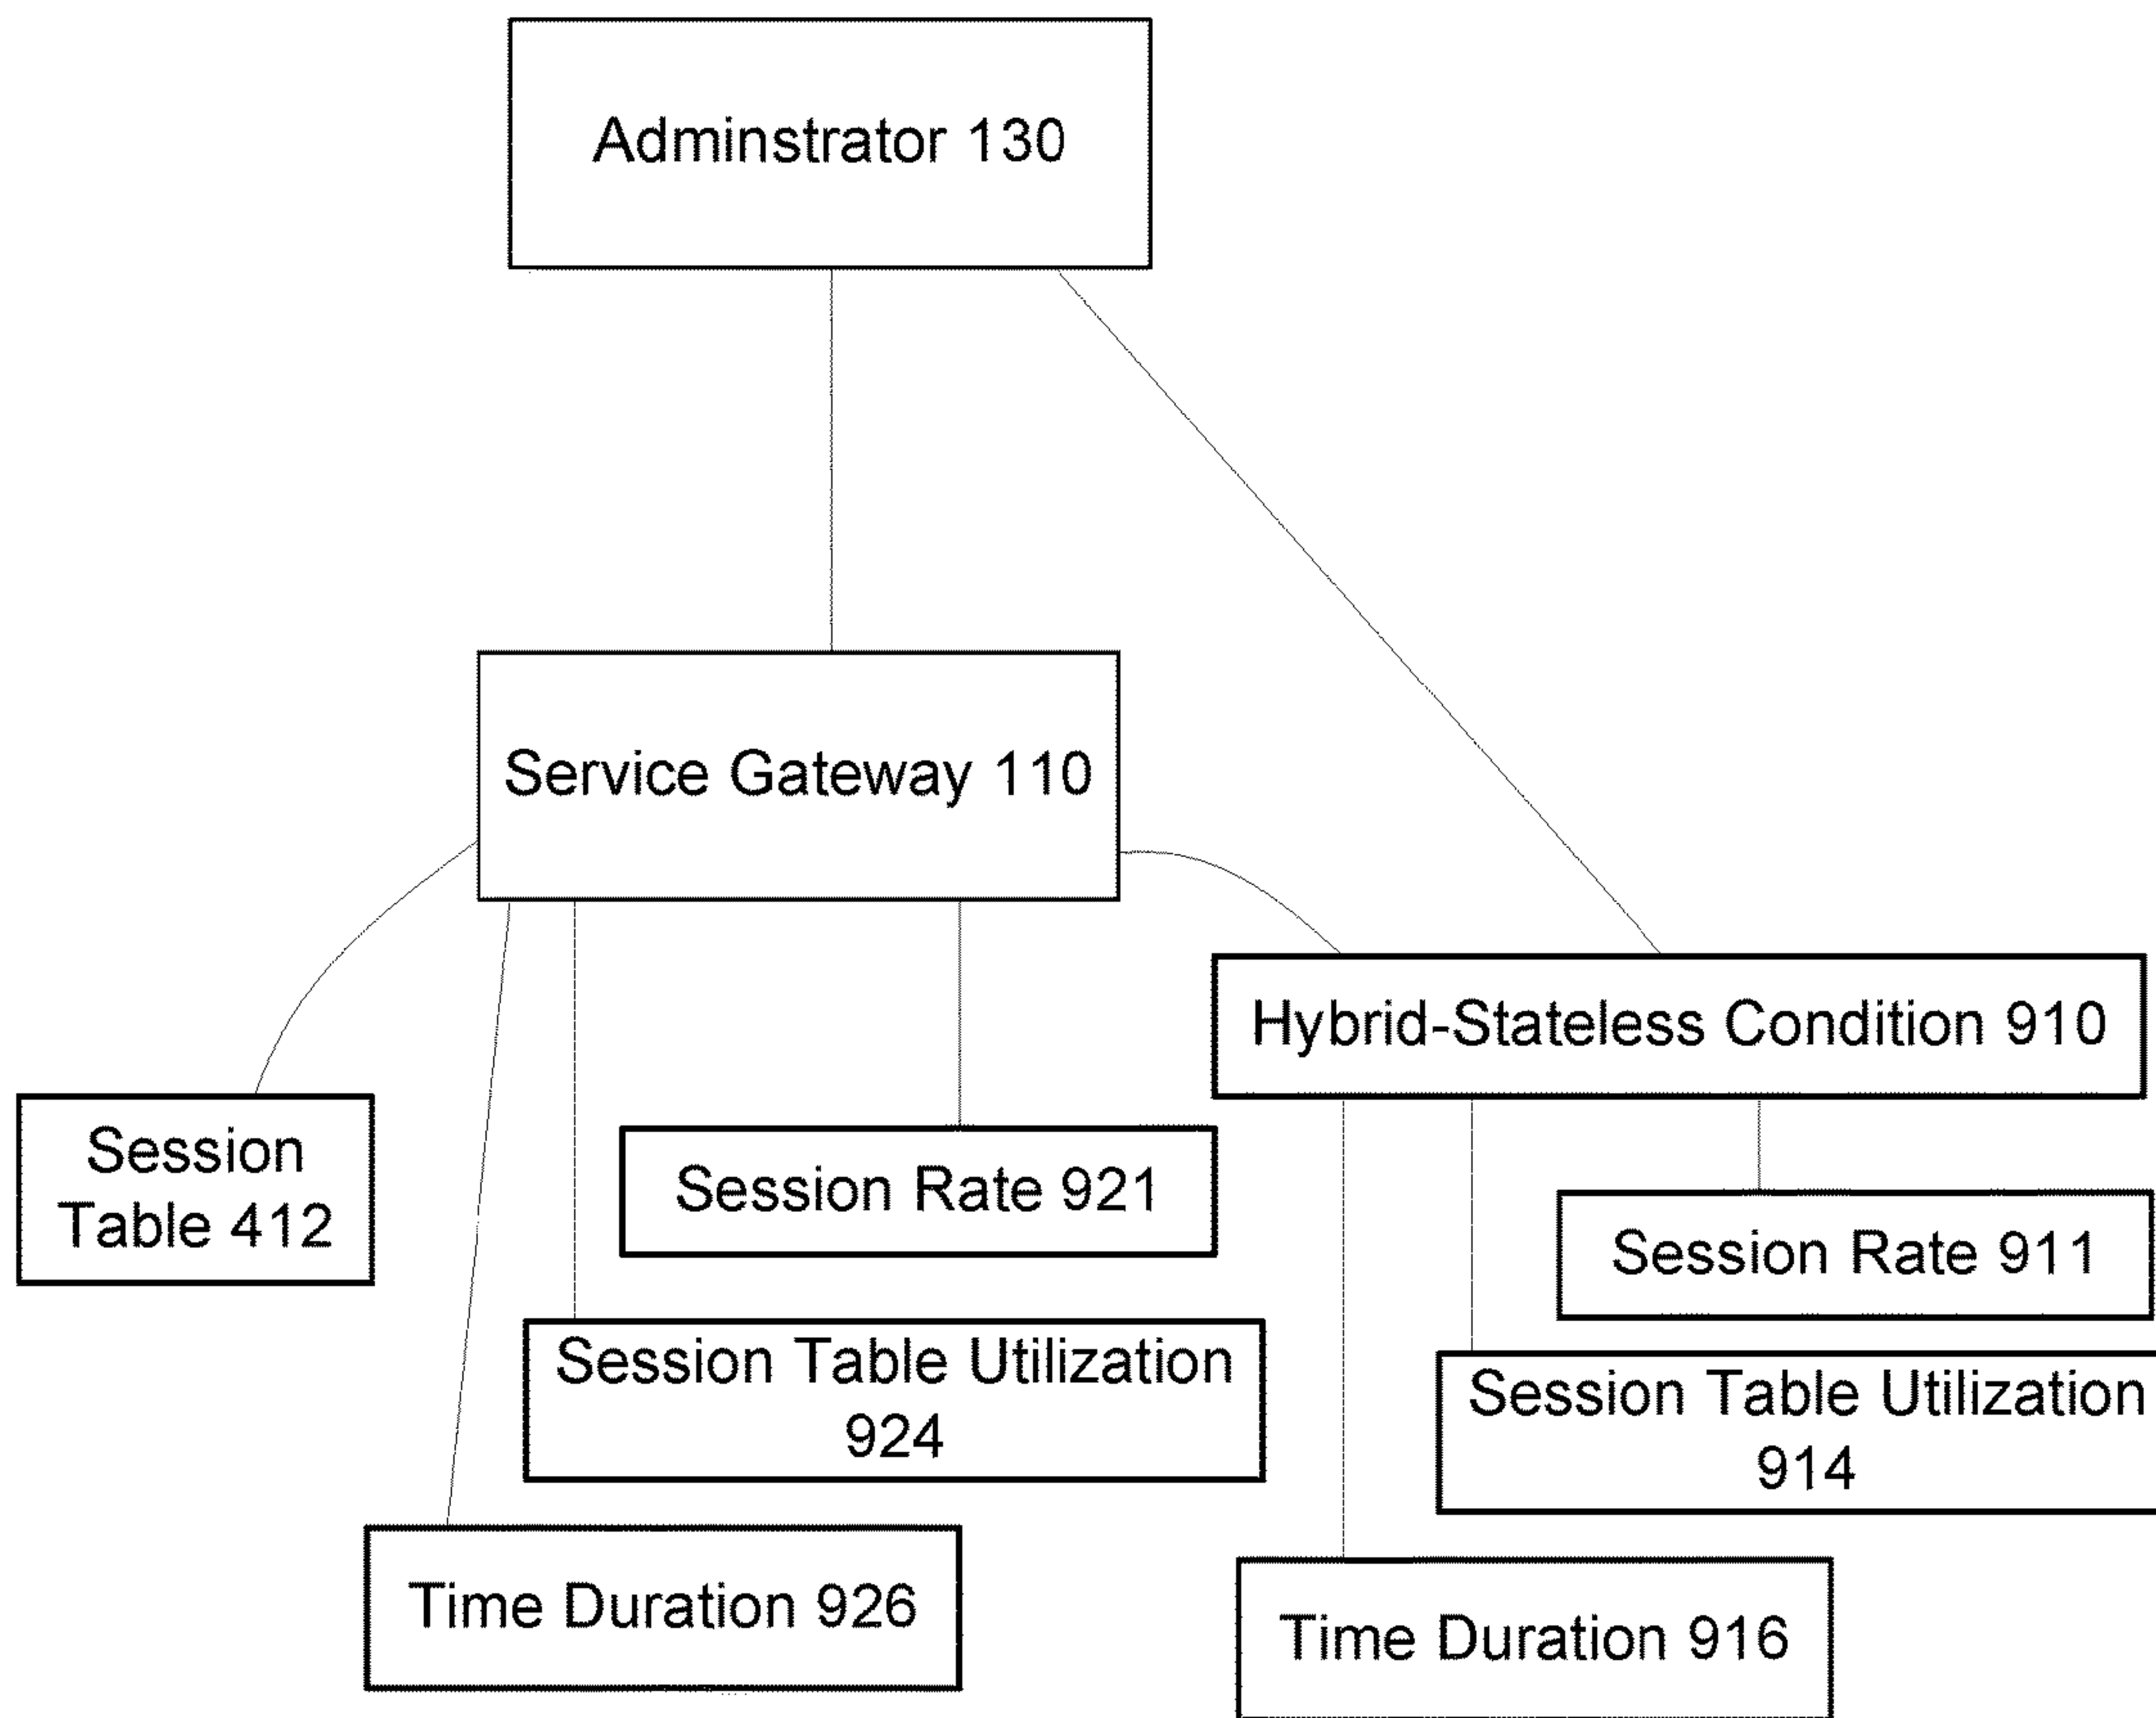 Adminstrator 130
Service Gateway 110
Hybrid-Stateless Condition 910
Session
Table 412
Session Rate 921
Session Rate 911
Session Table Utilization
924
Session Table Utilization
914
Time Duration 926
Time Duration 916